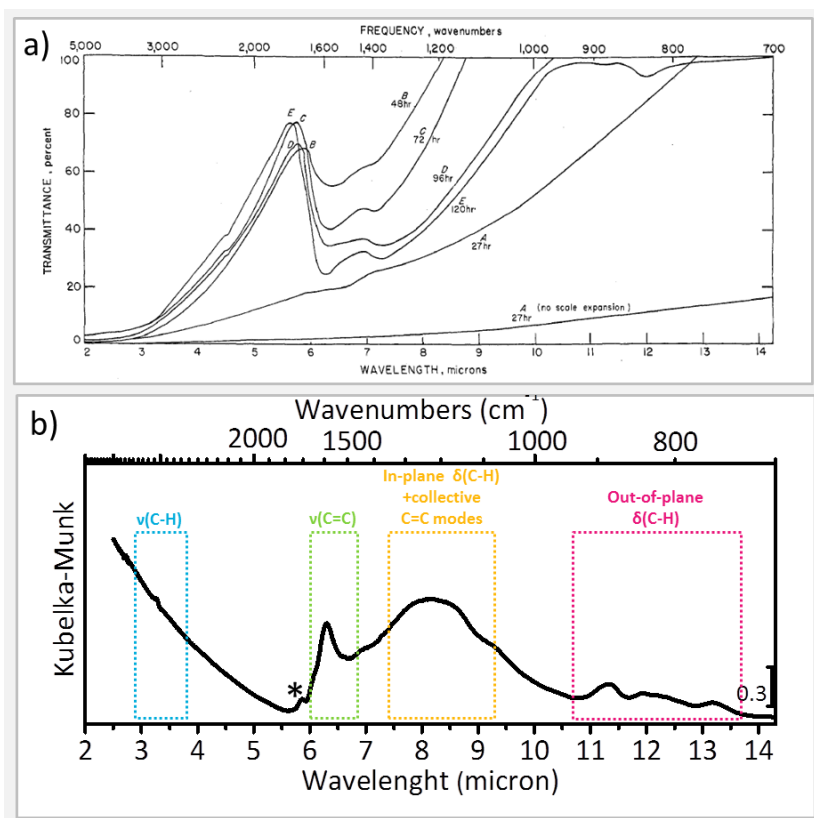 a)
FREQUENCY, wavenumbers
5,000 3,000 2,000 1,600 1,400 1,200 1,000 900 800 700
TRANSMITTANCE, percent
100
80
60
40
20
0
E C
D B
B
48hr
C
72 hr
D
96hr
E
120hr
A
27hr
A (no scale expansion)
27hr
2 3 4 5 6 7 8 9 10 11 12 13 14
WAVELENGTH, microns
b)
Wavenumbers (cm-1)
2000 1500 1000 800
Kubelka-Munk
ν(C-H)
ν(C=C)
In-plane δ(C-H)
+collective
C=C modes
Out-of-plane
δ(C-H)
*
0.3
2 3 4 5 6 7 8 9 10 11 12 13 14
Wavelenght (micron)